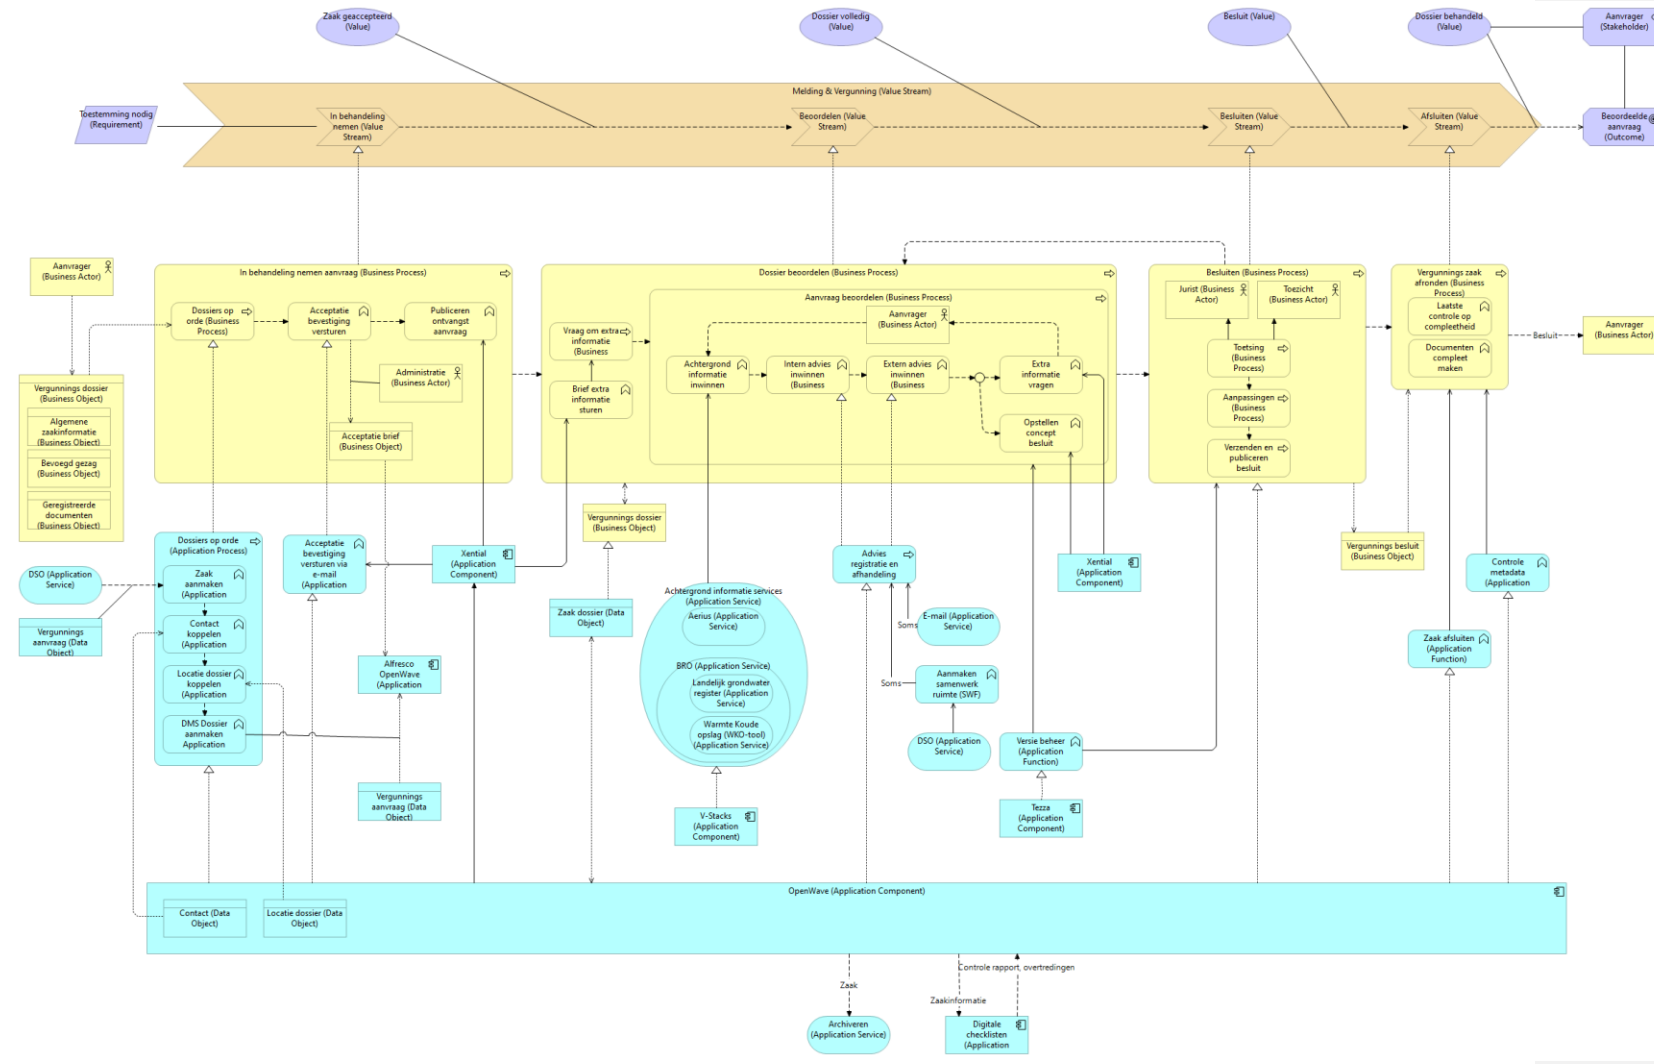 Zaak geaccepteerd
(Value)
Dossier volledig
(Value)
Besluit (Value)
Dossier behandeld
(Value)
Aanvrager
(Stakeholder)
Melding & Vergunning (Value Stream)
Toestemming nodig
(Requirement)
In behandeling
nemen (Value
Stream)
Beoordelen (Value
Stream)
Besluiten (Value
Stream)
Afsluiten (Value
Stream)
Beoordeelde
aanvraag
(Outcome)
Aanvrager
(Business Actor)
In behandeling nemen aanvraag (Business Process)
Dossiers op
orde (Business
Process)
Acceptatie
bevestiging
versturen
Publiceren
ontvangst
aanvraag
Administratie
(Business Actor)
Acceptatie brief
(Business Object)
Vergunnings dossier
(Business Object)
Algemene
zaakinformatie
(Business Object)
Bevoegd gezag
(Business Object)
Geregistreerde
documenten
(Business Object)
Dossier beoordelen (Business Process)
Vraag om extra
informatie
(Business
Brief extra
informatie
sturen
Aanvraag beoordelen (Business Process)
Aanvrager
(Business Actor)
Achtergrond
informatie
inwinnen
Intern advies
inwinnen
(Business
Extern advies
inwinnen
(Business
Extra
informatie
vragen
Opstellen
concept
besluit
Besluiten (Business Process)
Jurist (Business
Actor)
Toezicht
(Business Actor)
Toetsing
(Business
Process)
Aanpassingen
(Business
Process)
Verzenden en
publiceren
besluit
Vergunnings zaak
afronden (Business
Process)
Laatste
controle op
compleetheid
Documenten
compleet
maken
Besluit
Aanvrager
(Business Actor)
Vergunnings dossier
(Business Object)
Vergunnings besluit
(Business Object)
Dossiers op orde
(Application Process)
Zaak
aanmaken
(Application
Contact
koppelen
(Application
Locatie dossier
koppelen
(Application
DMS Dossier
aanmaken
Application
DSO (Application
Service)
Vergunnings
aanvraag (Data
Object)
Acceptatie
bevestiging
versturen via
e-mail
(Application
Xential
(Application
Component)
Alfresco
OpenWave
(Application
Vergunnings
aanvraag (Data
Object)
Zaak dossier (Data
Object)
Achtergrond informatie services
(Application Service)
Aerius (Application
Service)
BRO (Application Service)
Landelijk grondwater
register (Application
Service)
Warmte Koude
opslag (WKO-tool)
(Application Service)
V-Stacks
(Application
Component)
Advies
registratie en
afhandeling
Soms
E-mail (Application
Service)
Soms
Aanmaken
samenwerk
ruimte (SWF)
DSO (Application
Service)
Versie beheer
(Application
Function)
Tezza
(Application
Component)
Xential
(Application
Component)
Controle
metadata
(Application
Zaak afsluiten
(Application
Function)
OpenWave (Application Component)
Contact (Data
Object)
Locatie dossier (Data
Object)
Zaak
Archiveren
(Application Service)
Controle rapport, overtredingen
Zaakinformatie
Digitale
checklisten
(Application